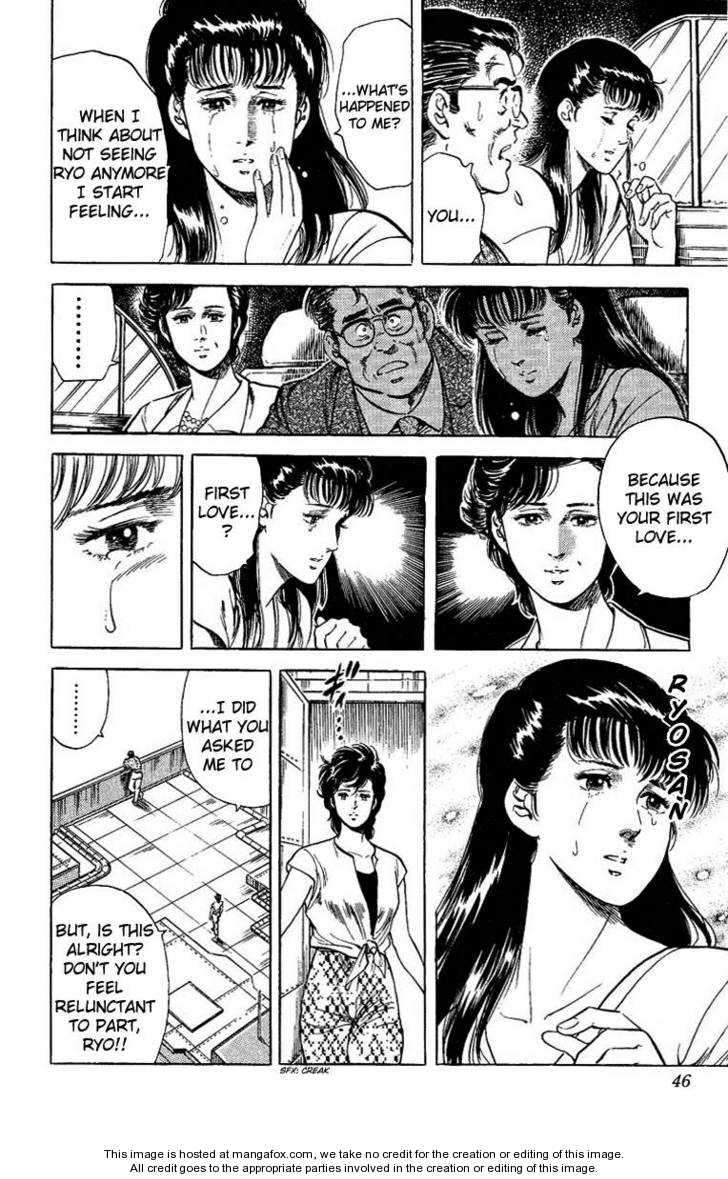 YOU...
...WHAT'S
HAPPENED
TO ME?
WHEN I
THINK ABOUT
NOT SEEING
RYO ANYMORE
I START
FEELING...
.........
BECAUSE
THIS WAS
YOUR FIRST
LOVE...
FIRST
LOVE...
?
RYOSAN
ギィ…
SFX: CREAK
...I DID
WHAT YOU
ASKED
ME TO
......
BUT, IS THIS
ALRIGHT?
DON'T YOU
FEEL
RELUNCTANT
TO PART,
RYO!!
46
This image is hosted at mangafox.com, we take no credit for the creation or editing of this image.
All credit goes to the appropriate parties involved in the creation or editing of this image.